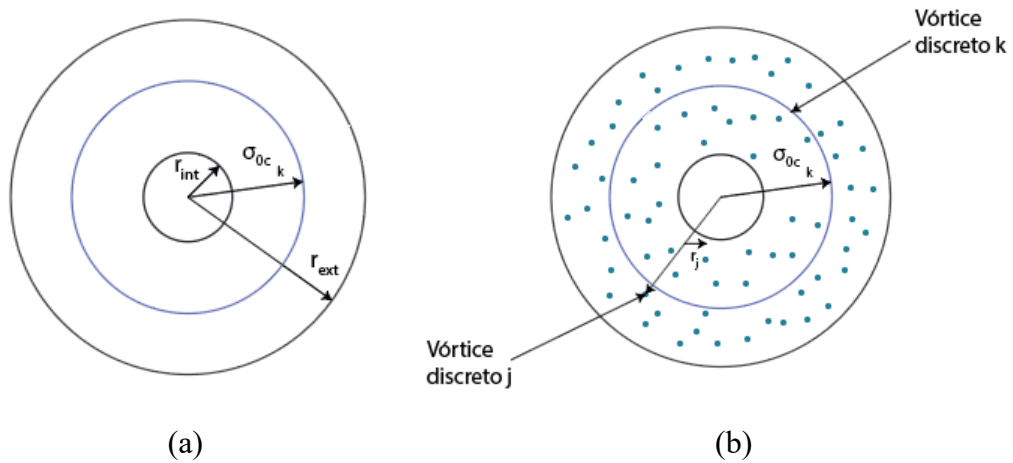 r_int
σ_0c_k
r_ext
(a)
Vórtice
discreto k
σ_0c_k
r_j
Vórtice
discreto j
(b)